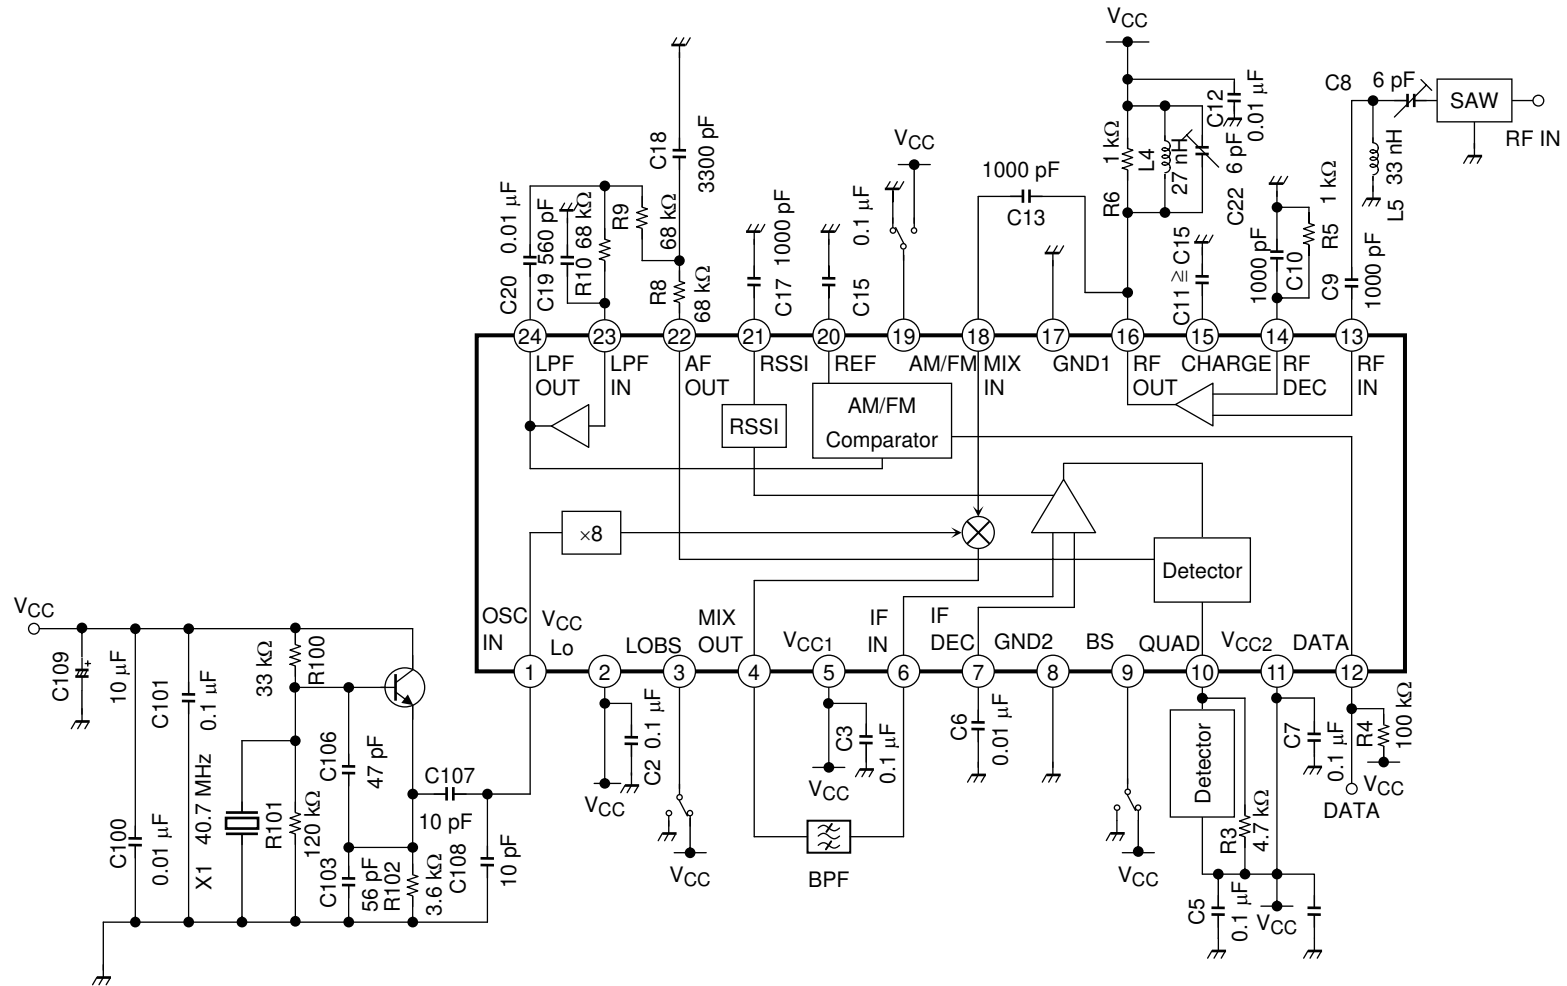 VCC
C18
3300 pF
C20
0.01 µF
C19
560 pF
R10
68 kΩ
R9
68 kΩ
R8
68 kΩ
C17
1000 pF
C15
0.1 µF
VCC
1000 pF
C13
VCC
C12
0.01 µF
R6
1 kΩ
L4
27 nH
6 pF
C22
C11 ≥ C15
1000 pF
C10
R5
1 kΩ
C9
1000 pF
C8
6 pF
L5
33 nH
SAW
RF IN
24
23
22
21
20
19
18
17
16
15
14
13
LPF OUT
LPF IN
AF OUT
RSSI
REF
AM/FM
MIX IN
GND1
RF OUT
CHARGE
RF DEC
RF IN
RSSI
AM/FM
Comparator
×8
Detector
OSC IN
VCC Lo
LOBS
MIX OUT
VCC1
IF IN
IF DEC
GND2
BS
QUAD
VCC2
DATA
1
2
3
4
5
6
7
8
9
10
11
12
VCC
C109
10 µF
C101
0.1 µF
C100
0.01 µF
X1
40.7 MHz
33 kΩ
R100
R101
120 kΩ
C106
47 pF
C103
56 pF
R102
3.6 kΩ
C107
10 pF
C108
10 pF
C2
0.1 µF
VCC
VCC
BPF
C3
0.1 µF
VCC
C6
0.01 µF
VCC
Detector
R3
4.7 kΩ
C5
0.1 µF
VCC
C7
0.1 µF
R4
100 kΩ
VCC
DATA